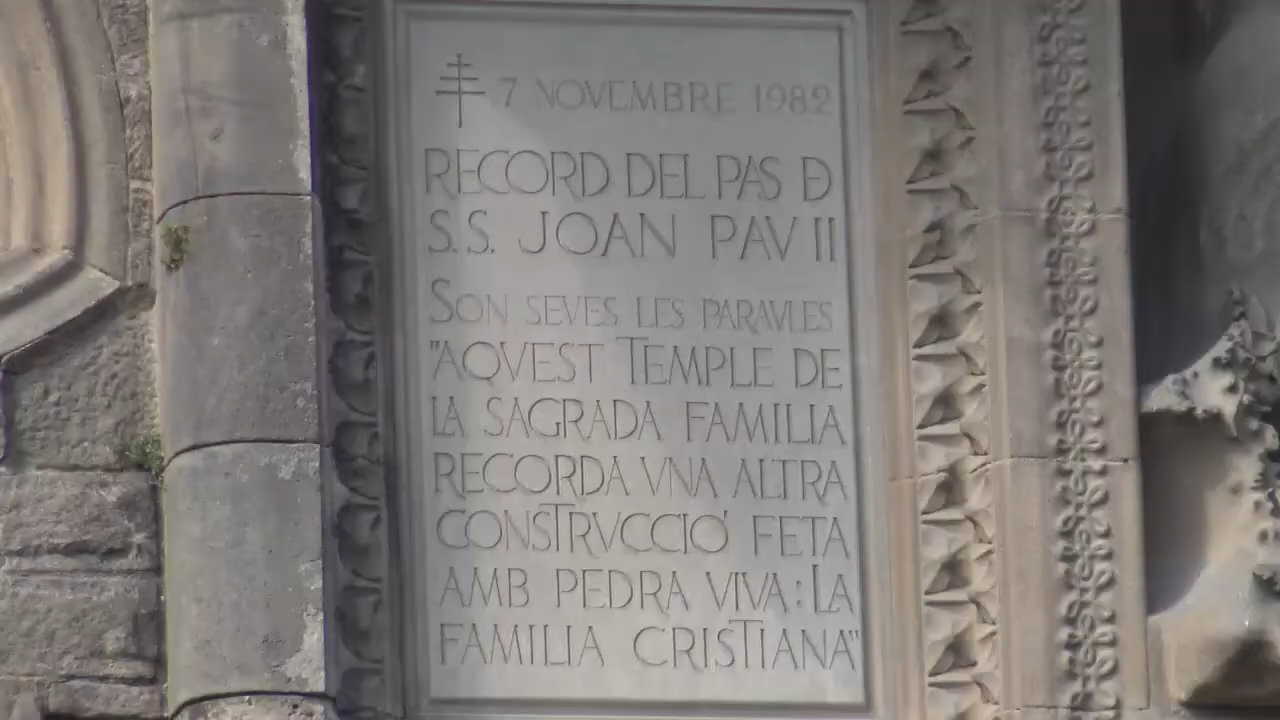 7 NOVEMBRE 1982
RECORD DEL PAS D
S.S. JOAN PAV II
SON SEVES LES PARAVLES
"AQVEST TEMPLE DE
LA SAGRADA FAMILIA
RECORDA VNA ALTRA
CONSTRVCCIÓ FETA
AMB PEDRA VIVA: LA
FAMILIA CRISTIANA"